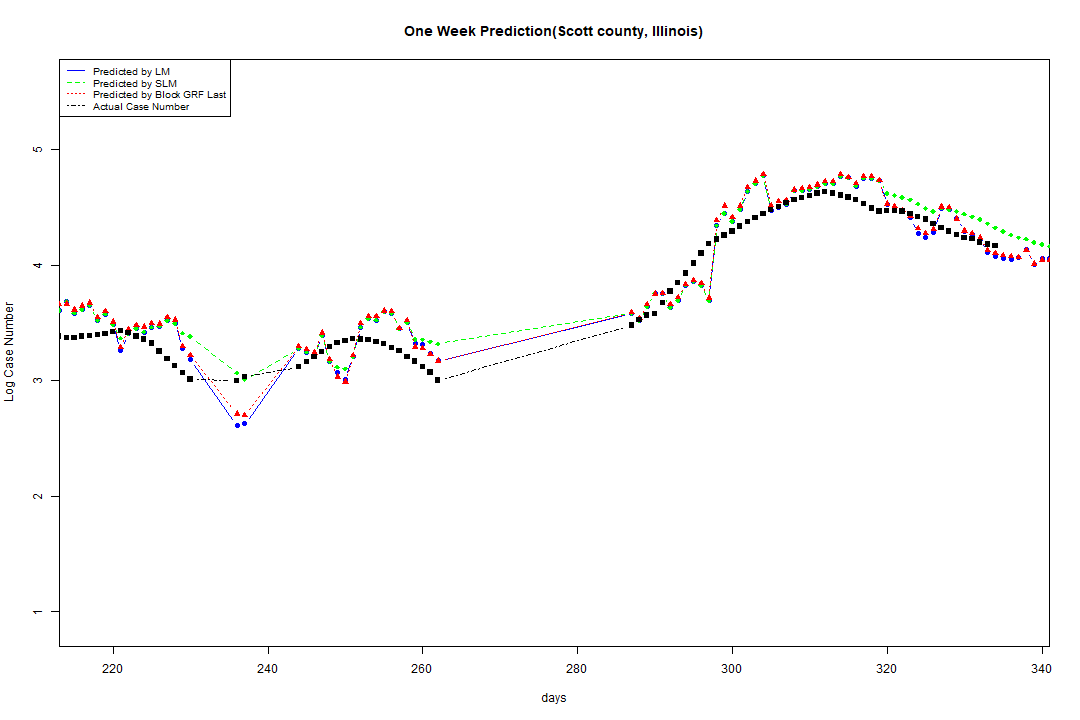 One Week Prediction(Scott county, Illinois)
Predicted by LM
Predicted by SLM
Predicted by Block GRF Last
Actual Case Number
5
4
3
2
1
Log Case Number
220 240 260 280 300 320 340
days